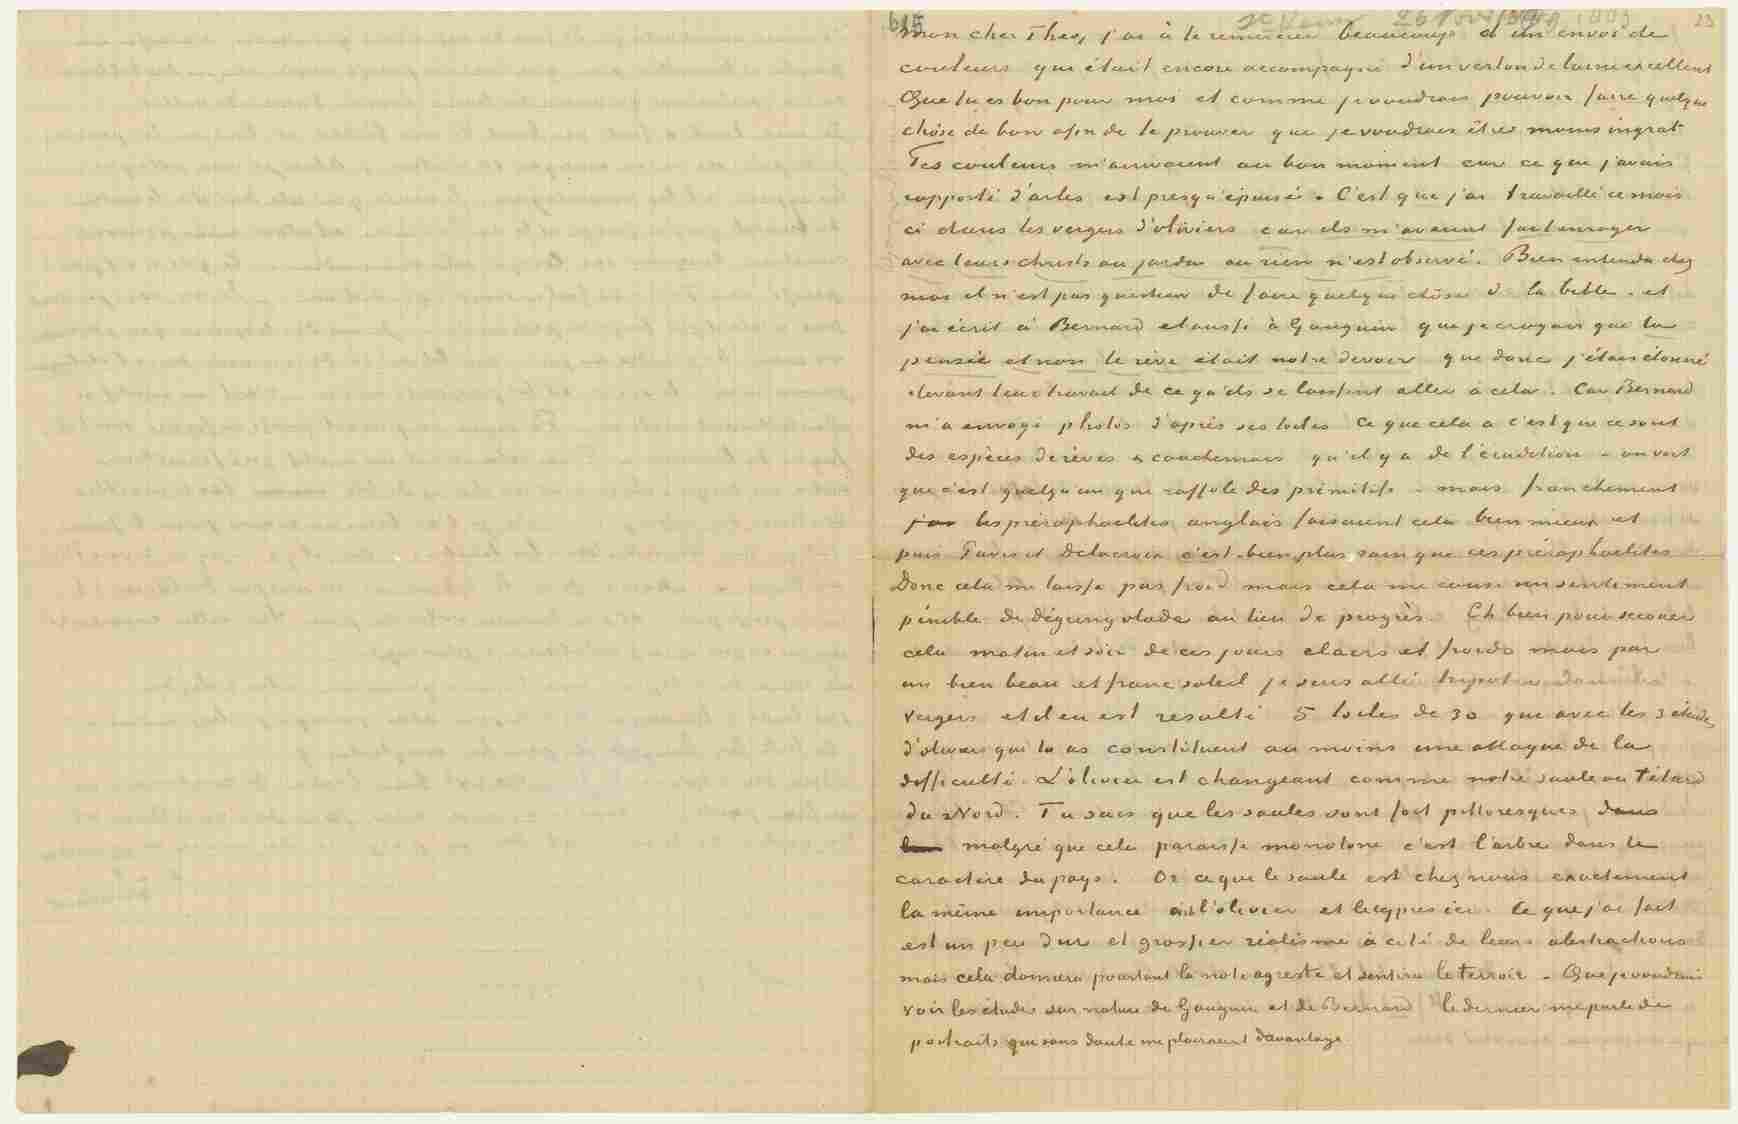 615
23
mon cher Theo, j'ai à te remercier beaucoup d'un envoi de
couleurs qui était encore accompagné d'un veston de laine excellent
Que tu es bon pour moi et comme je voudrais pouvoir faire quelque
chôse de bon afin de te prouver que je voudrais être moins ingrat
Tes couleurs m'arrivaient au bon moment car ce que j'avais
rapporté d'arles est presqu'épuisé. C'est que j'ai travaillé ce mois
ci dans les vergers d'oliviers car ils m'avaient fait enrager
avec leurs christs au jardin où rien n'est observé. Bien entendu chez
moi il n'est pas question de faire quelque chôse de la bible. et
j'ai écrit à Bernard et aussi à Gauguin que je croyais que la
pensée et non le rêve était notre devoir que donc j'étais étonné
devant leur travail de ce qu'ils se laissent aller à cela. Car Bernard
m'a envoyé photos d'après ses toiles Ce que cela a c'est que ce sont
des espèces de rêves & cauchemars qu'il y a de l'érudition – on voit
que c'est quelqu'un qui raffole des primitifs – mais franchement
j'ai les préraphaelites anglais faisaient cela bien mieux et
puis Puvis et Delacroix c'est bien plus sain que ces préraphaelites
Donc cela me laisse pas froid mais cela me cause un sentiment
pénible de dégringolade au lieu de progrès. Eh bien pour secouer
cela matin et soir de ces jours clairs et froids mais par
un bien beau et franc soleil je suis allé dans les
vergers et il en est resulté 5 toiles de 30 qui avec les 3 études
d'oliviers que tu as constituent au moins une attaque de la
difficulté. L'olivier est changeant comme notre saule ou têtard
du Nord. Tu sais que les saules sont fort pittoresques dans
malgré que cela paraisse monotone c'est l'arbre dans le
caractère du pays. Or ce que le saule est chez nous exactement
la même importance a l'olivier et le cyprès ici. Ce que j'ai fait
est un peu dur et grossier réalisme à côté de leurs abstractions
mais cela donnera pourtant la note agreste et sentira le terroir. Que je voudrais
voir les études sur nature de Gauguin et de Bernard le dernier me parle de
portraits qui sans doute me plairaient davantage